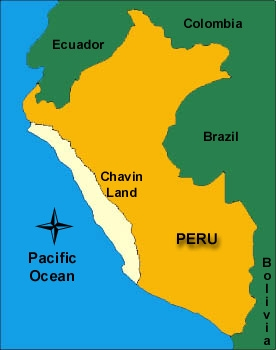 Colombia
Ecuador
Brazil
Chavin
Land
PERU
Pacific
Ocean
Bolivia